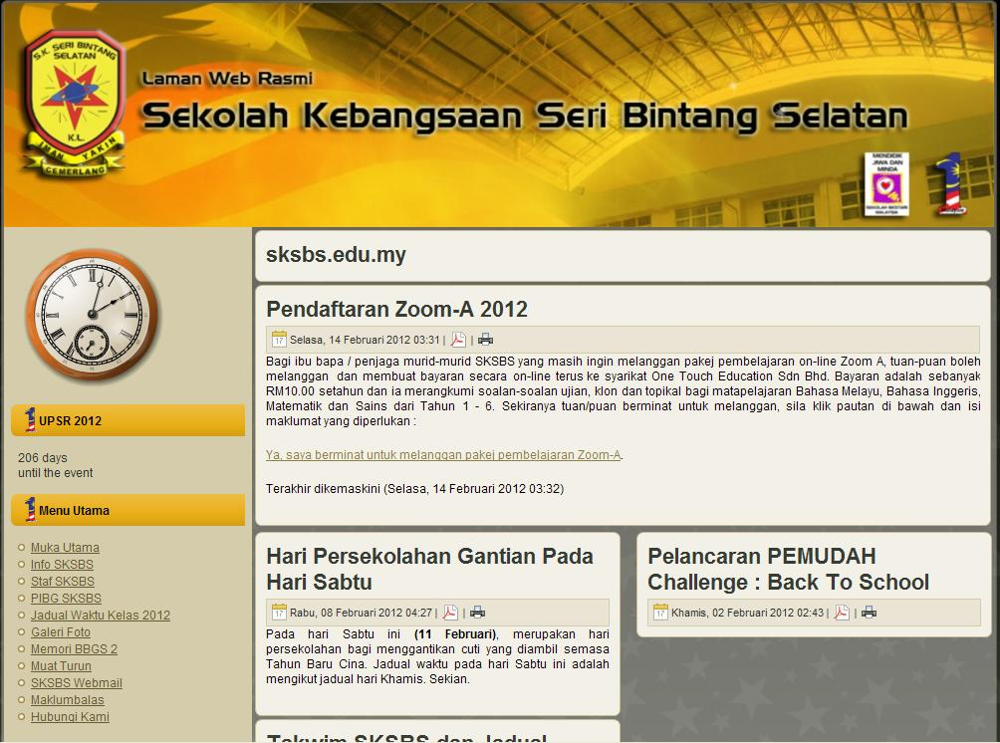 S.K. SERI BINTANG
SELATAN
K.L.
IMAN YAKIN
CEMERLANG
Laman Web Rasmi
Sekolah Kebangsaan Seri Bintang Selatan
MENDIDIK
JIWA DAN
MINDA
SEKOLAH BESTARI
1
sksbs.edu.my
Pendaftaran Zoom-A 2012
17 Selasa, 14 Februari 2012 03:31 | |
Bagi ibu bapa / penjaga murid-murid SKSBS yang masih ingin melanggan pakej pembelajaran on-line Zoom A, tuan-puan boleh
melanggan dan membuat bayaran secara on-line terus ke syarikat One Touch Education Sdn Bhd. Bayaran adalah sebanyak
RM10.00 setahun dan ia merangkumi soalan-soalan ujian, klon dan topikal bagi matapelajaran Bahasa Melayu, Bahasa Inggeris,
Matematik dan Sains dari Tahun 1 - 6. Sekiranya tuan/puan berminat untuk melanggan, sila klik pautan di bawah dan isi
maklumat yang diperlukan :
Ya, saya berminat untuk melanggan pakej pembelajaran Zoom-A.
Terakhir dikemaskini (Selasa, 14 Februari 2012 03:32)
1 UPSR 2012
206 days
until the event
1 Menu Utama
Muka Utama
Info SKSBS
Staf SKSBS
PIBG SKSBS
Jadual Waktu Kelas 2012
Galeri Foto
Memori BBGS 2
Muat Turun
SKSBS Webmail
Maklumbalas
Hubungi Kami
Hari Persekolahan Gantian Pada
Hari Sabtu
17 Rabu, 08 Februari 2012 04:27 | |
Pada hari Sabtu ini (11 Februari), merupakan hari
persekolahan bagi menggantikan cuti yang diambil semasa
Tahun Baru Cina. Jadual waktu pada hari Sabtu ini adalah
mengikut jadual hari Khamis. Sekian.
Pelancaran PEMUDAH
Challenge : Back To School
17 Khamis, 02 Februari 2012 02:43 | |
Takwim SKSBS dan Jadual